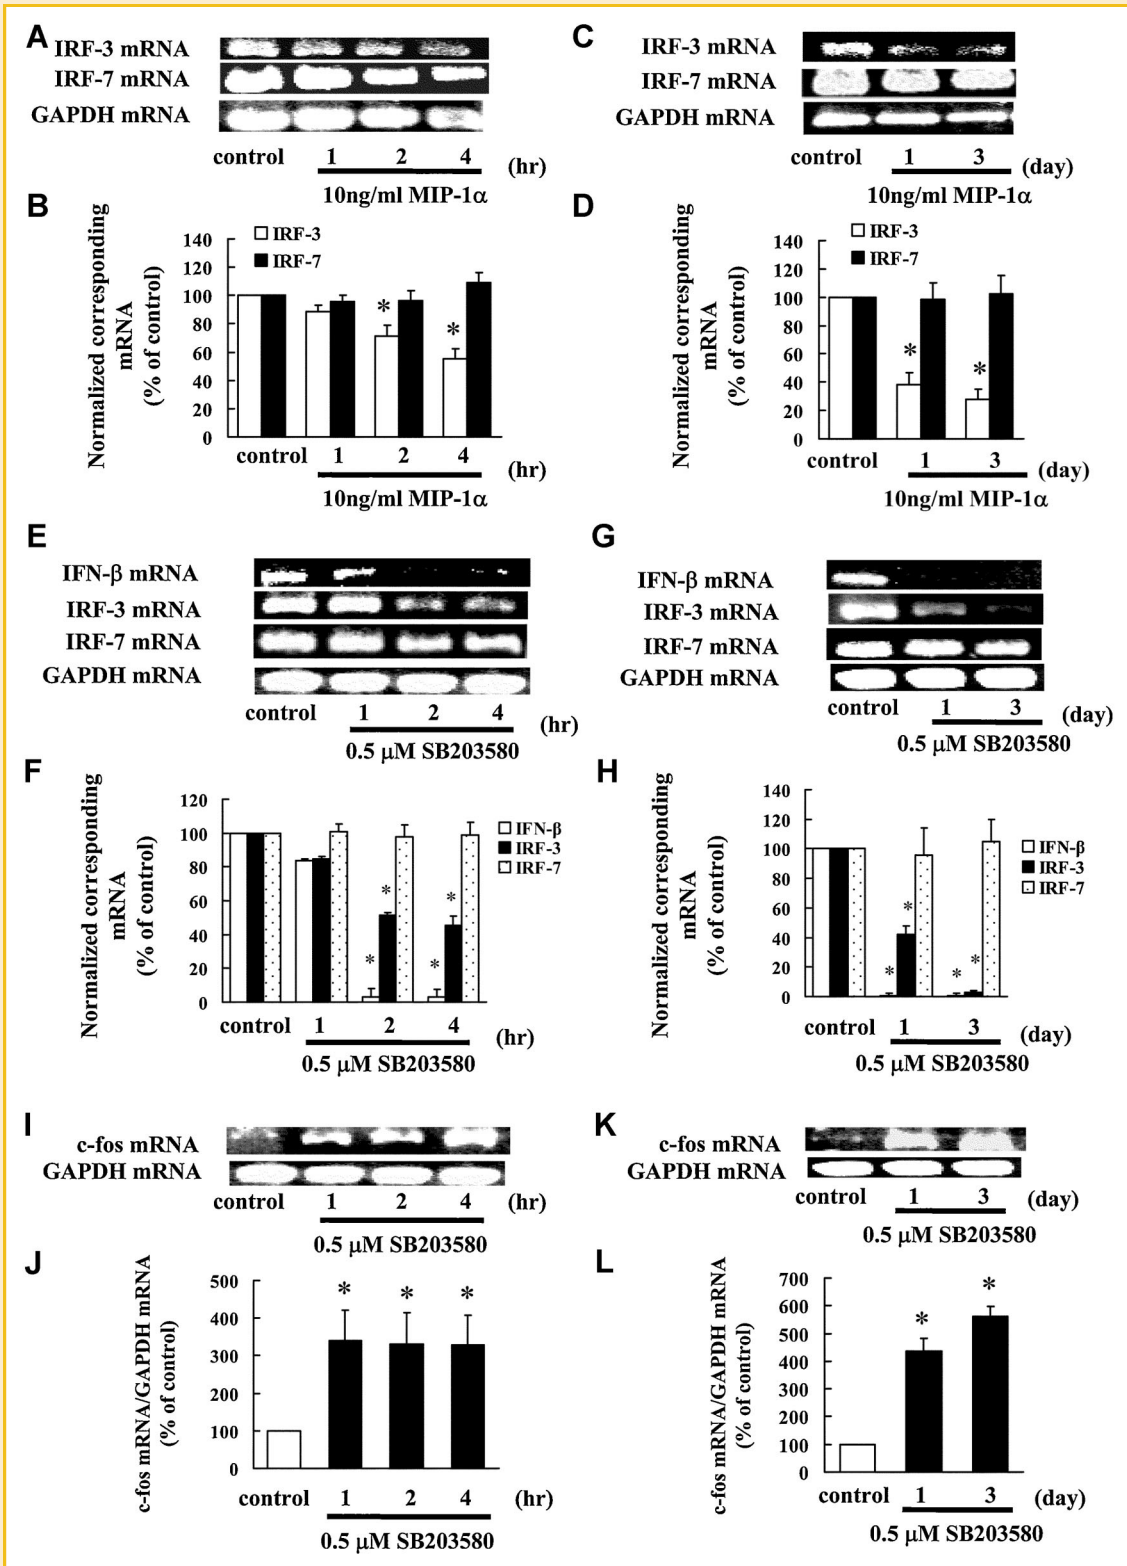 A
IRF-3 mRNA
IRF-7 mRNA
GAPDH mRNA
control 1 2 4 (hr)
10ng/ml MIP-1α
B
Normalized corresponding
mRNA
(% of control)
140
120
100
80
60
40
20
0
IRF-3
IRF-7
*
*
control 1 2 4 (hr)
10ng/ml MIP-1α
C
IRF-3 mRNA
IRF-7 mRNA
GAPDH mRNA
control 1 3 (day)
10ng/ml MIP-1α
D
Normalized corresponding
mRNA
(% of control)
140
120
100
80
60
40
20
0
IRF-3
IRF-7
*
*
control 1 3 (day)
10ng/ml MIP-1α
E
IFN-β mRNA
IRF-3 mRNA
IRF-7 mRNA
GAPDH mRNA
control 1 2 4 (hr)
0.5 μM SB203580
F
Normalized corresponding
mRNA
(% of control)
120
100
80
60
40
20
0
IFN-β
IRF-3
IRF-7
*
*
*
*
control 1 2 4 (hr)
0.5 μM SB203580
G
IFN-β mRNA
IRF-3 mRNA
IRF-7 mRNA
GAPDH mRNA
control 1 3 (day)
0.5 μM SB203580
H
Normalized corresponding
mRNA
(% of control)
140
120
100
80
60
40
20
0
IFN-β
IRF-3
IRF-7
*
*
*
*
control 1 3 (day)
0.5 μM SB203580
I
c-fos mRNA
GAPDH mRNA
control 1 2 4 (hr)
0.5 μM SB203580
J
c-fos mRNA/GAPDH mRNA
(% of control)
500
400
300
200
100
0
* * *
control 1 2 4 (hr)
0.5 μM SB203580
K
c-fos mRNA
GAPDH mRNA
control 1 3 (day)
0.5 μM SB203580
L
c-fos mRNA/GAPDH mRNA
(% of control)
700
600
500
400
300
200
100
0
*
*
control 1 3 (day)
0.5 μM SB203580